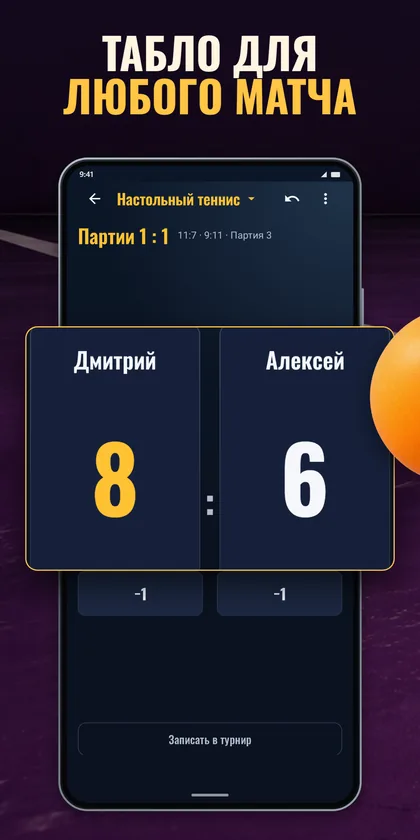 ТАБЛО ДЛЯ
ЛЮБОГО МАТЧА
9:41
Настольный теннис
Партии 1 : 1 11:7 · 9:11 · Партия 3
Дмитрий Алексей
8 : 6
-1 -1
Записать в турнир